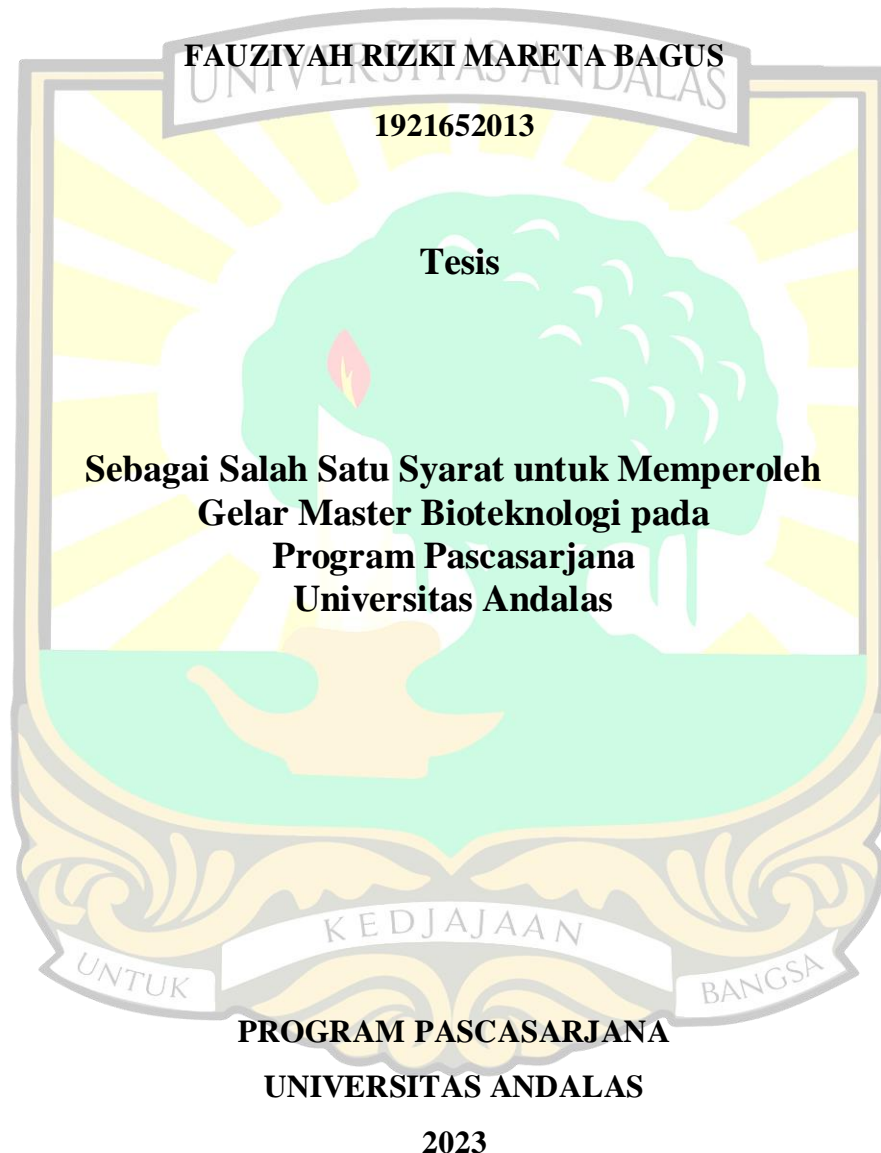 UNIVERSITAS ANDALAS
FAUZIYAH RIZKI MARETA BAGUS
1921652013
Tesis
Sebagai Salah Satu Syarat untuk Memperoleh
Gelar Master Bioteknologi pada
Program Pascasarjana
Universitas Andalas
UNTUK KEDJAJAAN BANGSA
PROGRAM PASCASARJANA
UNIVERSITAS ANDALAS
2023